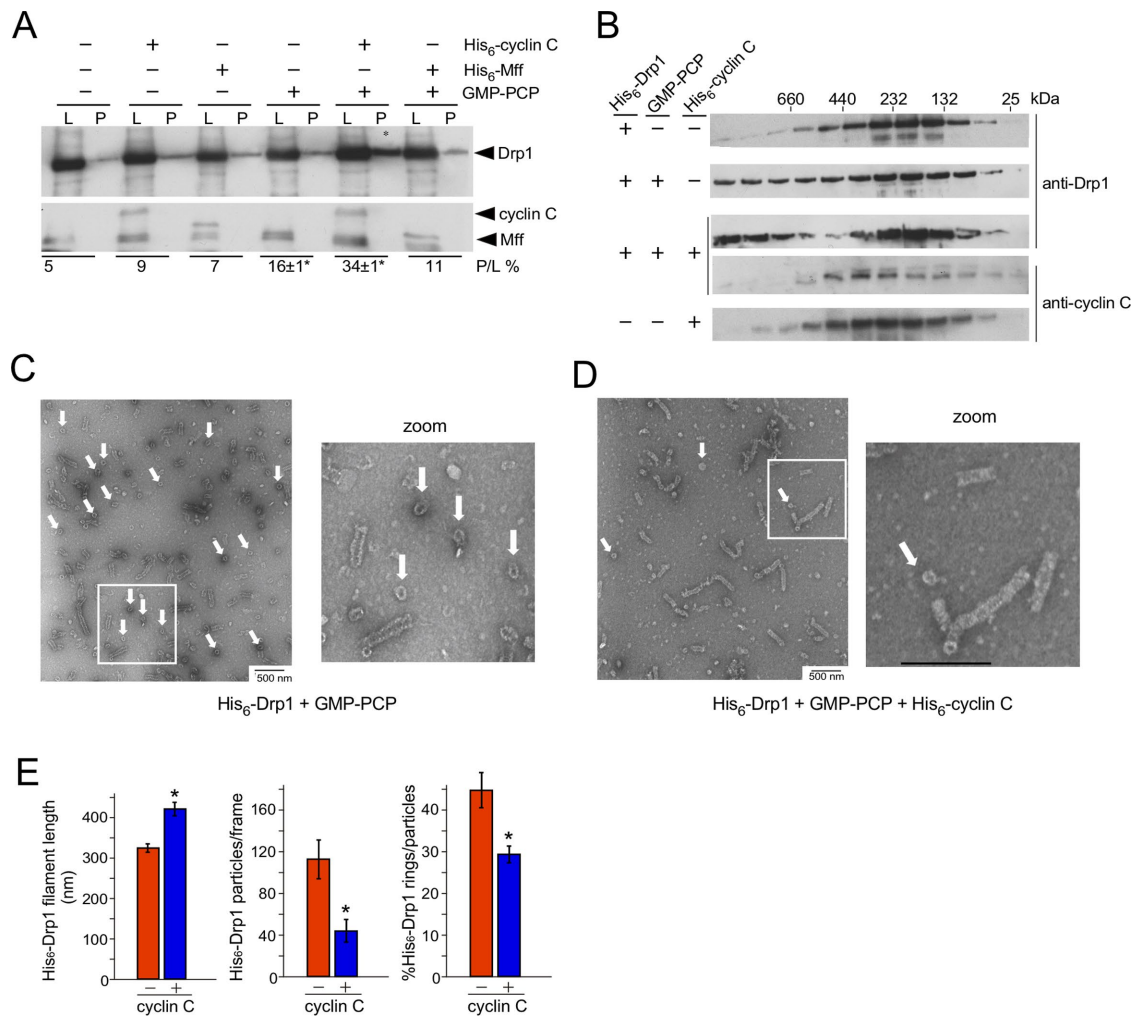 A
− + − − + − His6-cyclin C
− − + − − + His6-Mff
− − − + + + GMP-PCP
L P L P L P L P L P L P
*
Drp1
cyclin C
Mff
5 9 7 16±1* 34±1* 11 P/L %
B
His6-Drp1 GMP-PCP His6-cyclin C
660 440 232 132 25 kDa
+ − −
+ + −
anti-Drp1
+ + +
anti-cyclin C
− − +
C
zoom
500 nm
His6-Drp1 + GMP-PCP
D
zoom
500 nm
His6-Drp1 + GMP-PCP + His6-cyclin C
E
His6-Drp1 filament length
(nm)
400
300
200
100
0
*
− +
cyclin C
His6-Drp1 particles/frame
160
120
80
40
0
*
− +
cyclin C
%His6-Drp1 rings/particles
40
30
20
10
0
*
− +
cyclin C